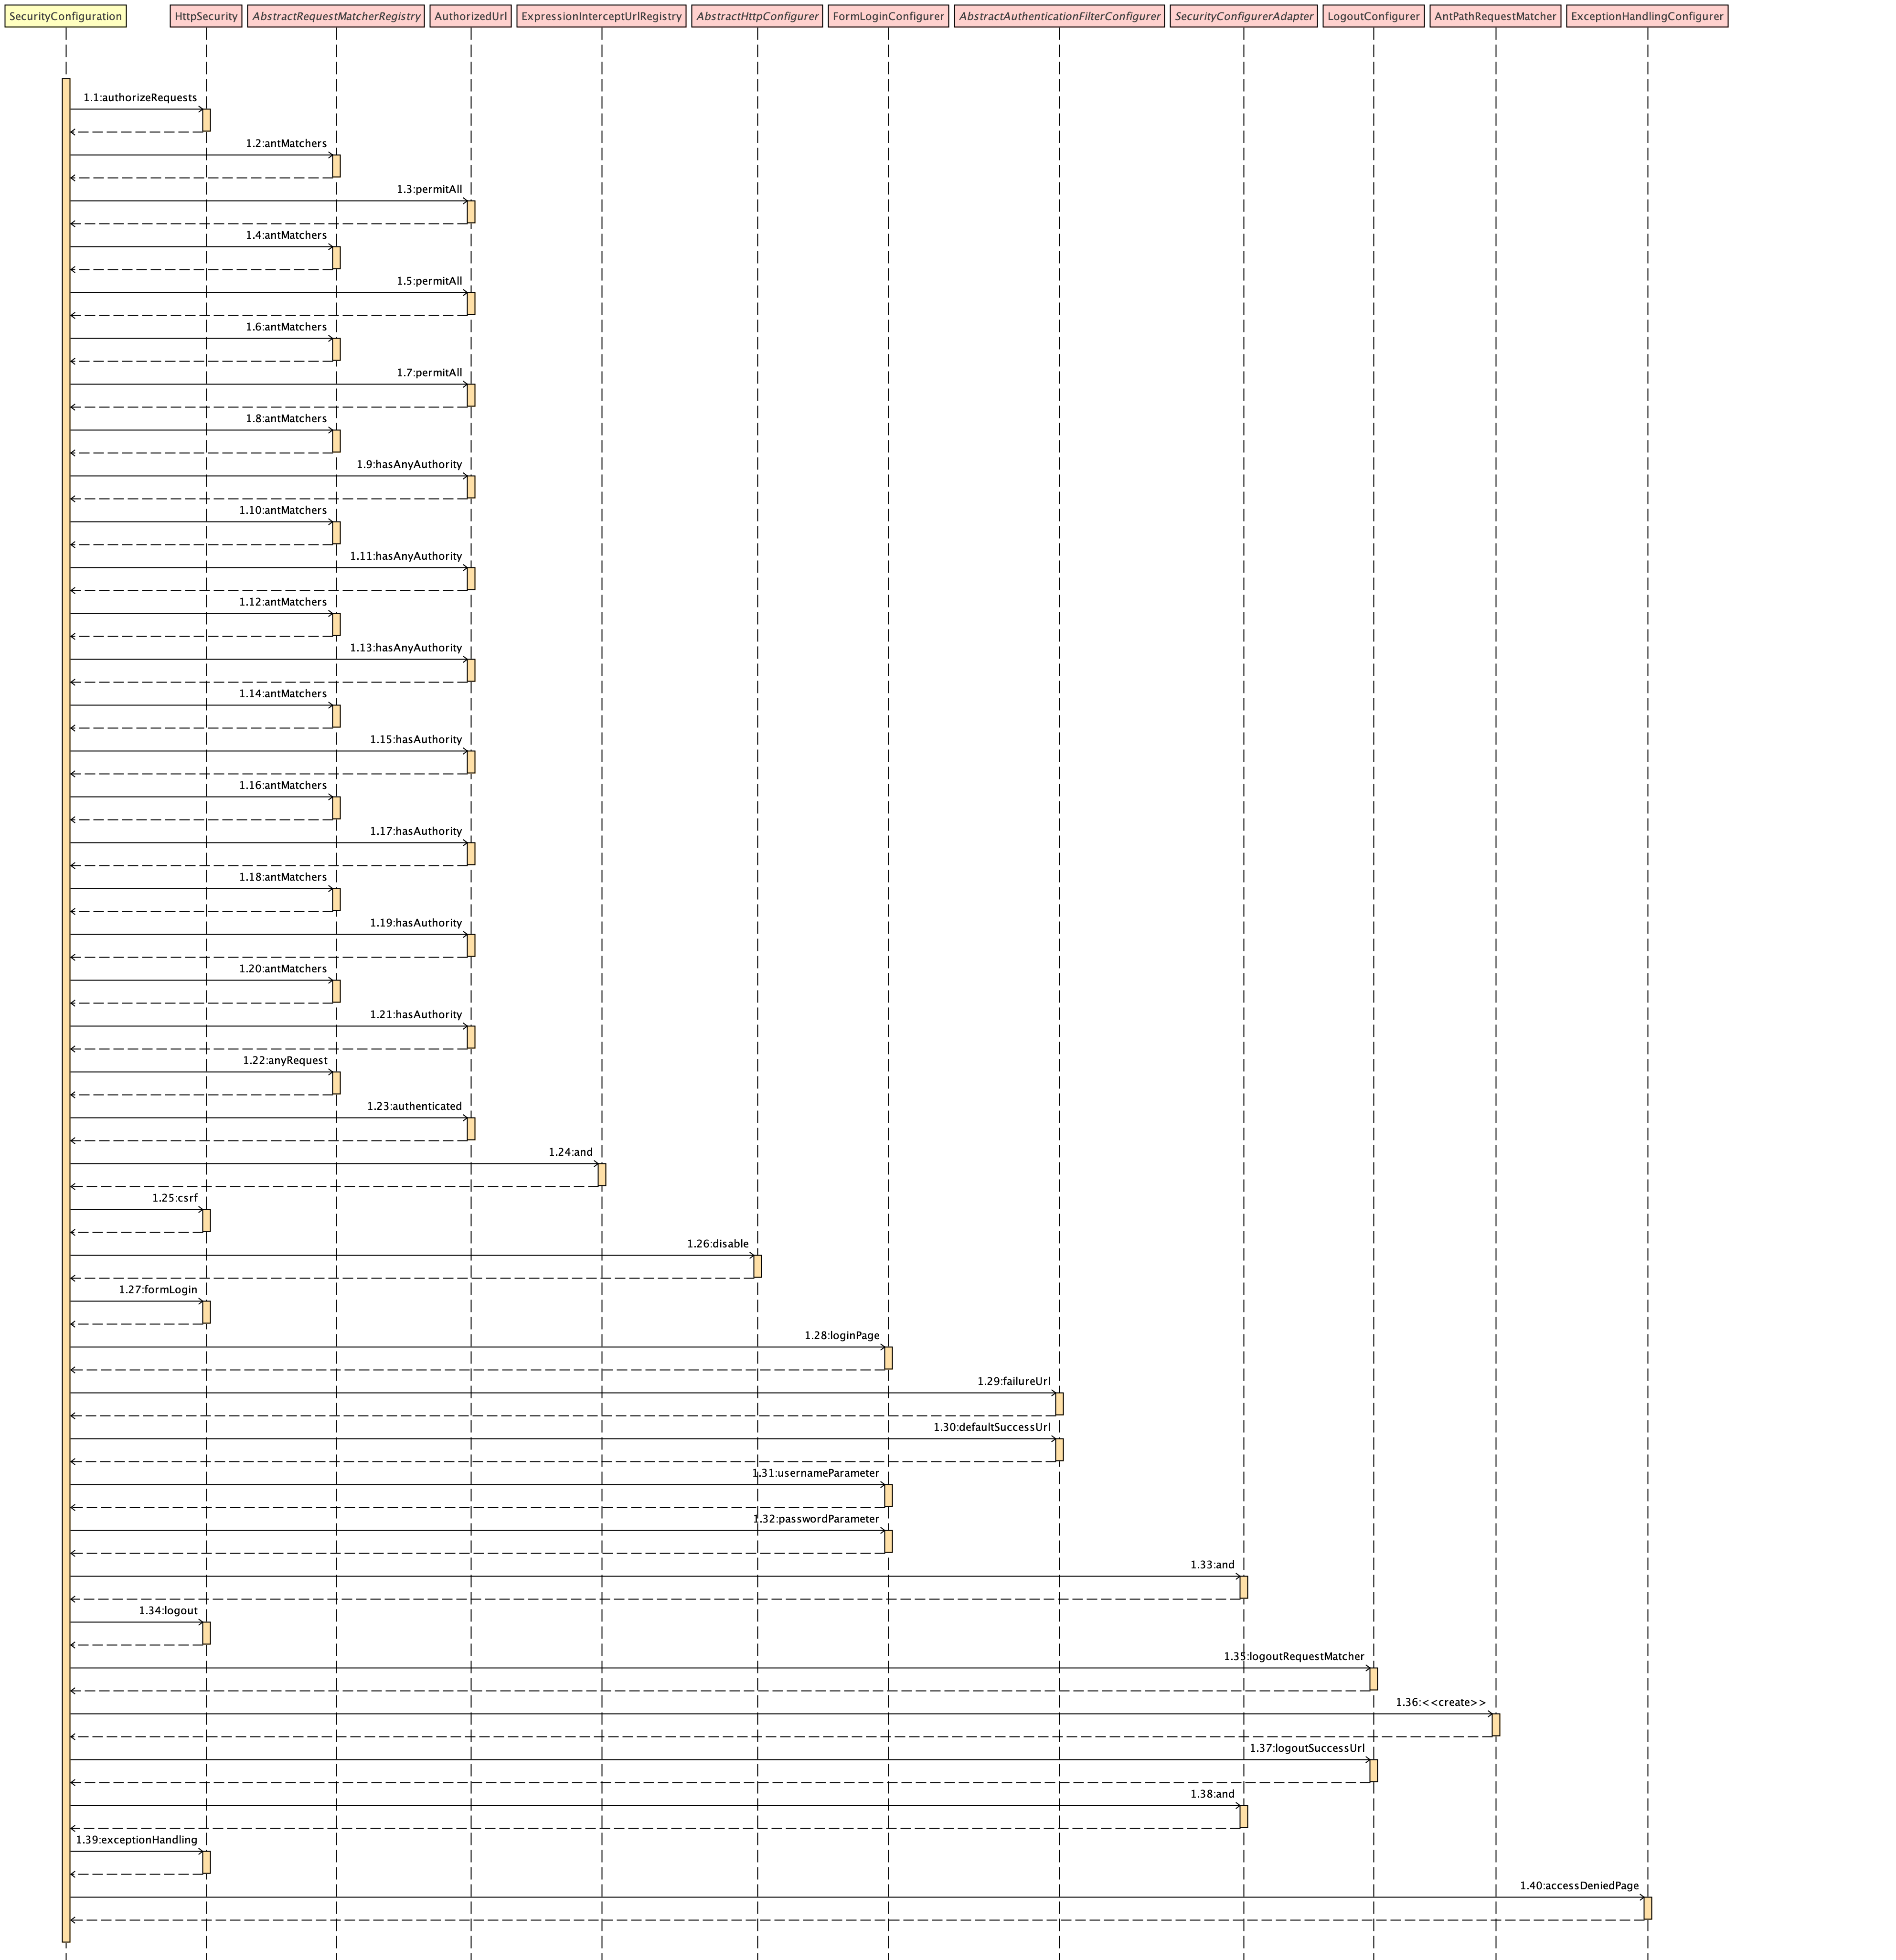 SecurityConfiguration
HttpSecurity
AbstractRequestMatcherRegistry
AuthorizedUrl
ExpressionInterceptUrlRegistry
AbstractHttpConfigurer
FormLoginConfigurer
AbstractAuthenticationFilterConfigurer
SecurityConfigurerAdapter
LogoutConfigurer
AntPathRequestMatcher
ExceptionHandlingConfigurer
1.1:authorizeRequests
1.2:antMatchers
1.3:permitAll
1.4:antMatchers
1.5:permitAll
1.6:antMatchers
1.7:permitAll
1.8:antMatchers
1.9:hasAnyAuthority
1.10:antMatchers
1.11:hasAnyAuthority
1.12:antMatchers
1.13:hasAnyAuthority
1.14:antMatchers
1.15:hasAuthority
1.16:antMatchers
1.17:hasAuthority
1.18:antMatchers
1.19:hasAuthority
1.20:antMatchers
1.21:hasAuthority
1.22:anyRequest
1.23:authenticated
1.24:and
1.25:csrf
1.26:disable
1.27:formLogin
1.28:loginPage
1.29:failureUrl
1.30:defaultSuccessUrl
1.31:usernameParameter
1.32:passwordParameter
1.33:and
1.34:logout
1.35:logoutRequestMatcher
1.36:<<create>>
1.37:logoutSuccessUrl
1.38:and
1.39:exceptionHandling
1.40:accessDeniedPage